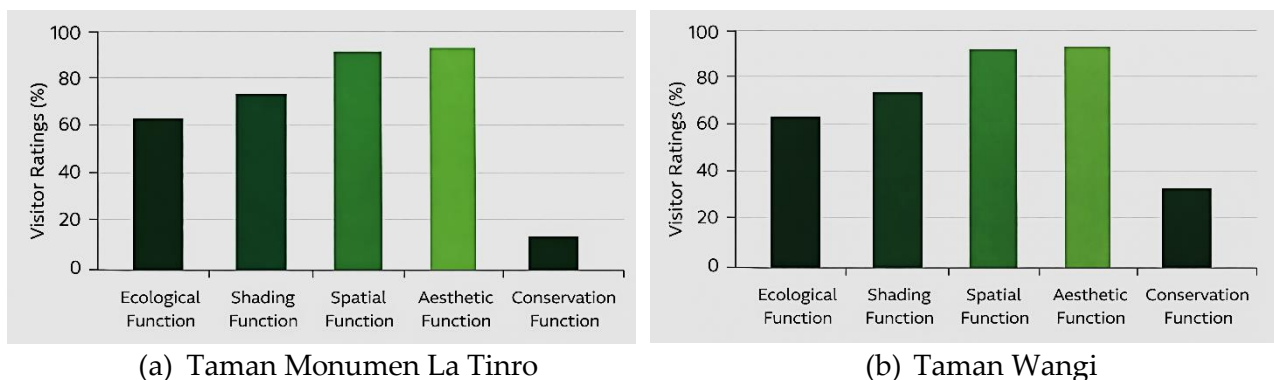 Visitor Ratings (%)
100
80
60
40
20
0
Ecological
Function
Shading
Function
Spatial
Function
Aesthetic
Function
Conservation
Function
(a) Taman Monumen La Tinro
Visitor Ratings (%)
100
80
60
40
20
0
Ecological
Function
Shading
Function
Spatial
Function
Aesthetic
Function
Conservation
Function
(b) Taman Wangi